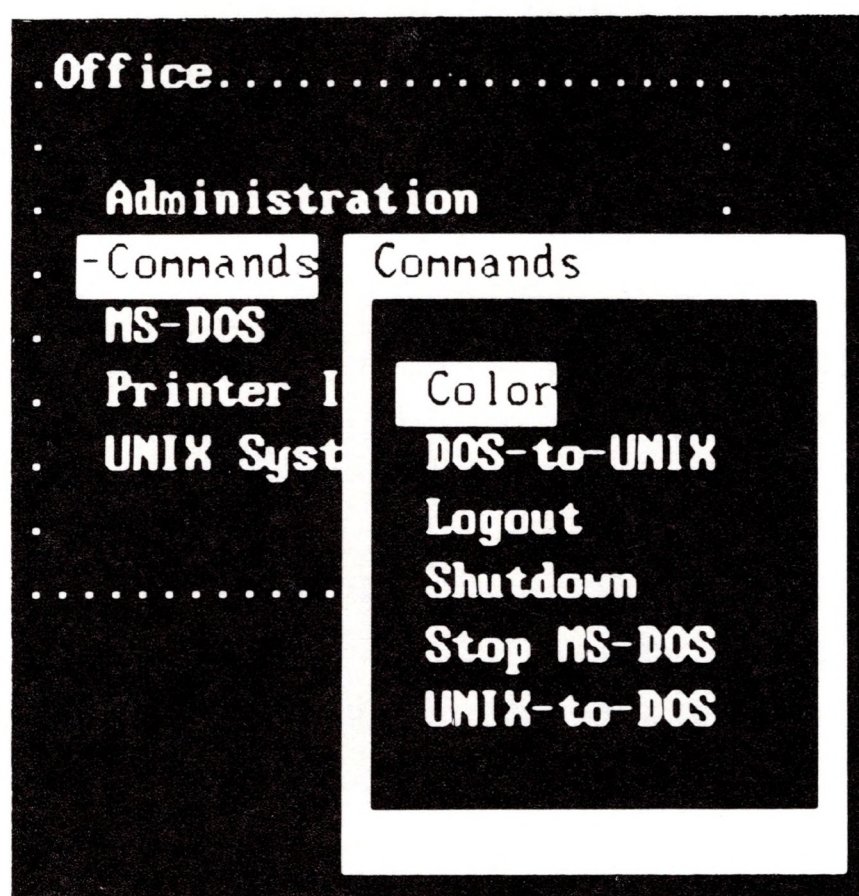 .Office......................
.                           .
.   Administration          .
.  -Commands
.   MS-DOS
.   Printer I
.   UNIX Syst
.
.............
Commands
Color
DOS-to-UNIX
Logout
Shutdown
Stop MS-DOS
UNIX-to-DOS